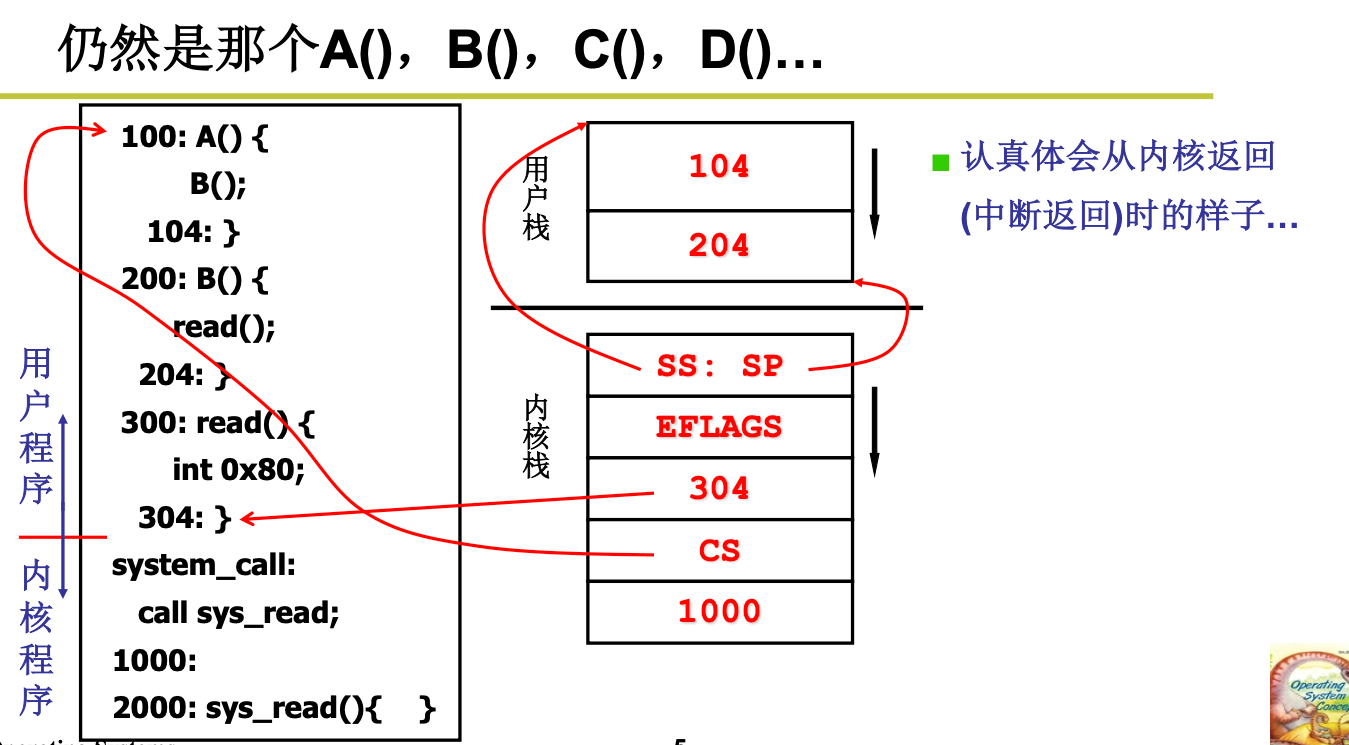 仍然是那个A()，B()，C()，D()…
100: A() {
B();
104: }
200: B() {
read();
204: }
300: read() {
int 0x80;
304: }
system_call:
call sys_read;
1000:
2000: sys_read(){ }
用户程序
内核程序
用户栈
104
204
内核栈
SS: SP
EFLAGS
304
CS
1000
认真体会从内核返回
(中断返回)时的样子…
Operating
System
5